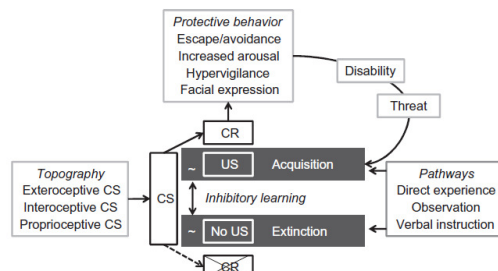 Protective behavior
Escape/avoidance
Increased arousal
Hypervigilance
Facial expression
Disability
Threat
CR
Topography
Exteroceptive CS
Interoceptive CS
Proprioceptive CS
CS
~ US Acquisition
Inhibitory learning
~ No US Extinction
Pathways
Direct experience
Observation
Verbal instruction
CR